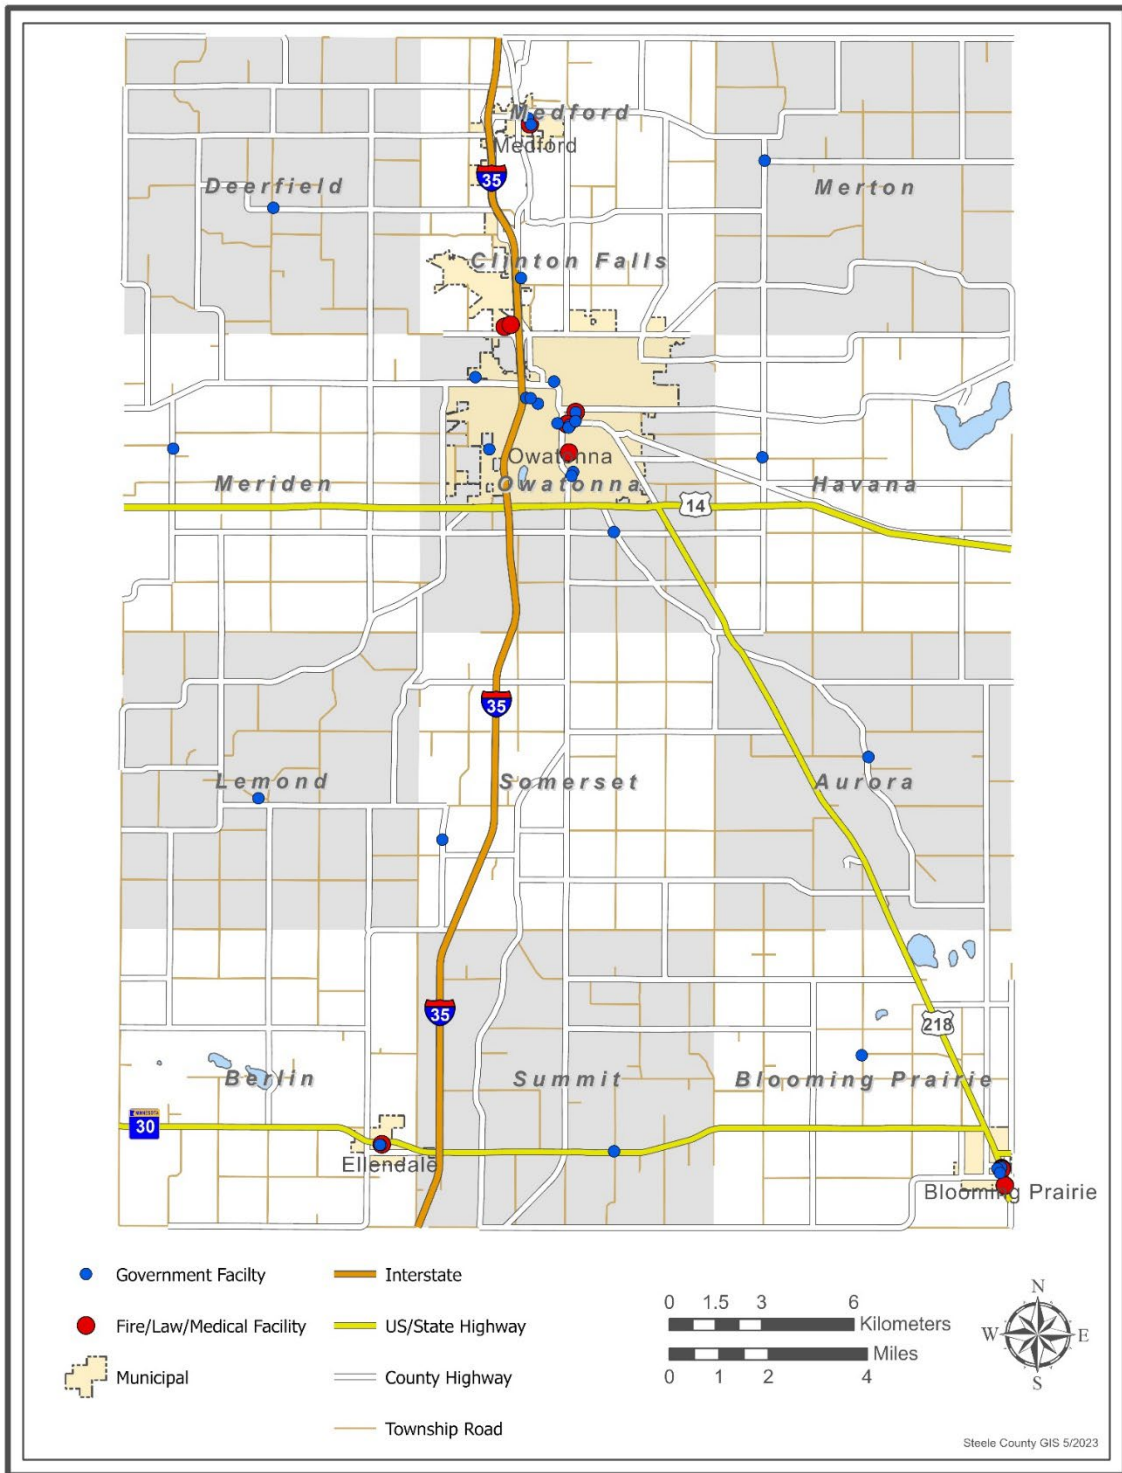 Medford
Medford
35
Deerfield
Merton
Clinton Falls
Owatonna
Meriden
Owatonna
Havana
14
35
Lemond
Somerset
Aurora
35
218
Berlin
Summit
Blooming Prairie
MINNESOTA
30
Ellendale
Blooming Prairie
Government Facilty
Interstate
Fire/Law/Medical Facility
US/State Highway
Municipal
County Highway
Township Road
0 1.5 3 6
Kilometers
Miles
0 1 2 4
N
W E
S
Steele County GIS 5/2023